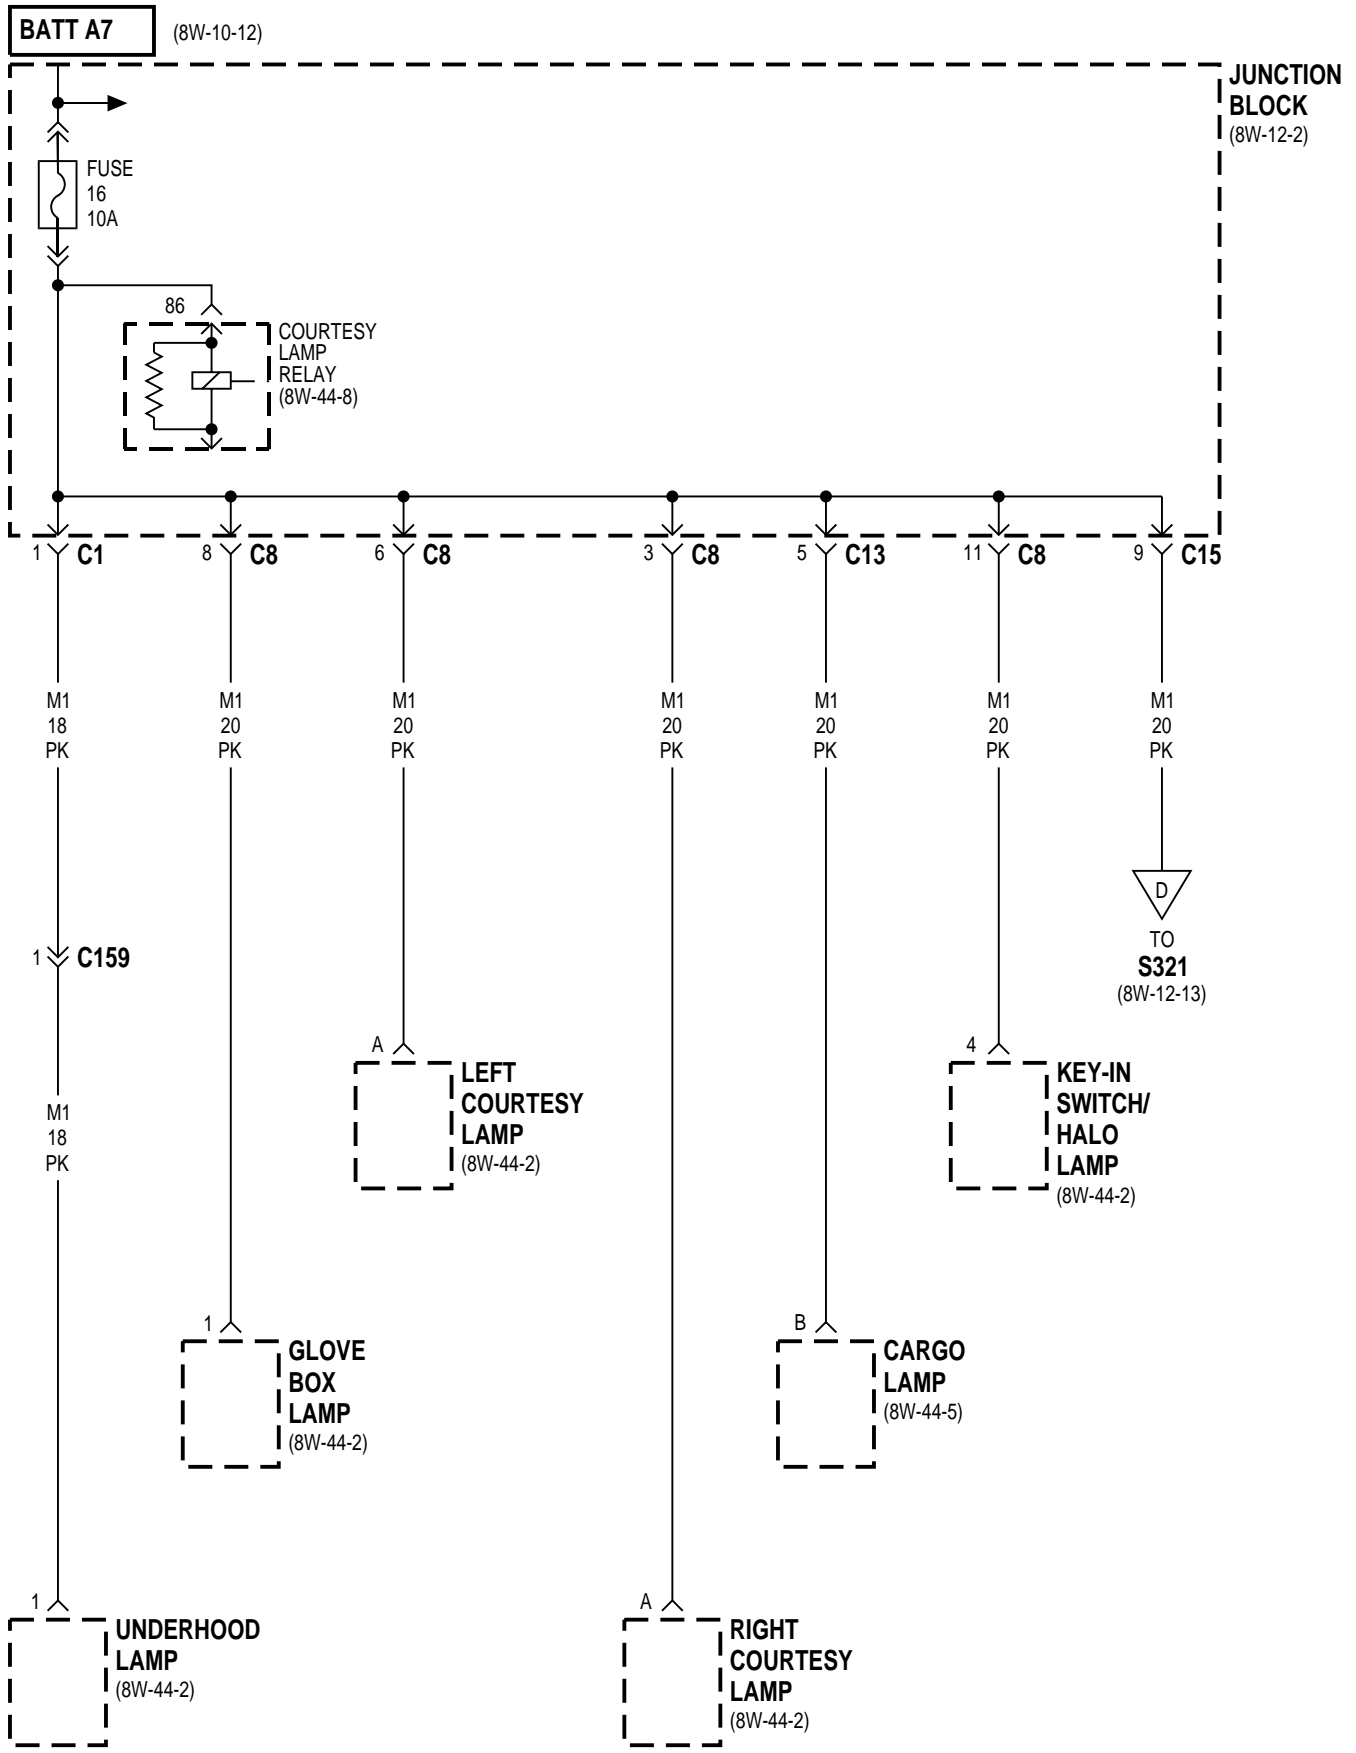 BATT A7
(8W-10-12)
JUNCTION
BLOCK
(8W-12-2)
FUSE
16
10A
86
COURTESY
LAMP
RELAY
(8W-44-8)
1 C1
8 C8
6 C8
3 C8
5 C13
11 C8
9 C15
M1
18
PK
M1
20
PK
M1
20
PK
M1
20
PK
M1
20
PK
M1
20
PK
M1
20
PK
D
TO
S321
(8W-12-13)
1 C159
M1
18
PK
A
LEFT
COURTESY
LAMP
(8W-44-2)
4
KEY-IN
SWITCH/
HALO
LAMP
(8W-44-2)
1
GLOVE
BOX
LAMP
(8W-44-2)
B
CARGO
LAMP
(8W-44-5)
1
UNDERHOOD
LAMP
(8W-44-2)
A
RIGHT
COURTESY
LAMP
(8W-44-2)